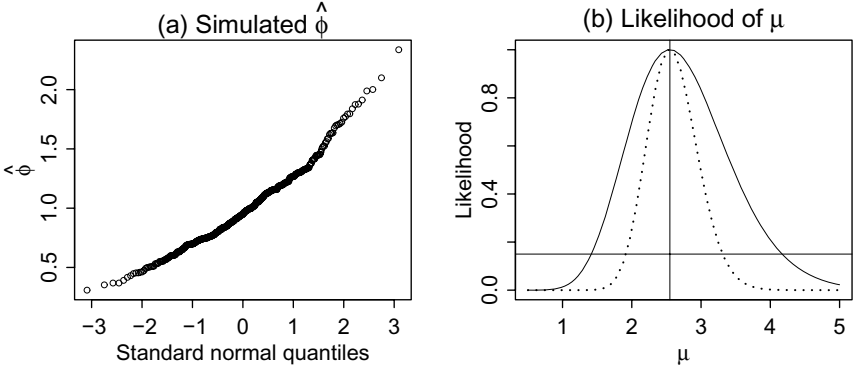 (a) Simulated φ̂
φ̂
2.0
1.5
1.0
0.5
−3 −2 −1 0 1 2 3
Standard normal quantiles
(b) Likelihood of μ
Likelihood
0.8
0.4
0.0
1 2 3 4 5
μ